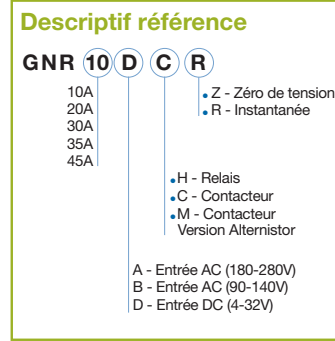 Descriptif référence
GNR 10 D C R
10A
20A
30A
35A
45A
• Z - Zéro de tension
• R - Instantanée
•H - Relais
•C - Contacteur
•M - Contacteur
Version Alternistor
A - Entrée AC (180-280V)
B - Entrée AC (90-140V)
D - Entrée DC (4-32V)